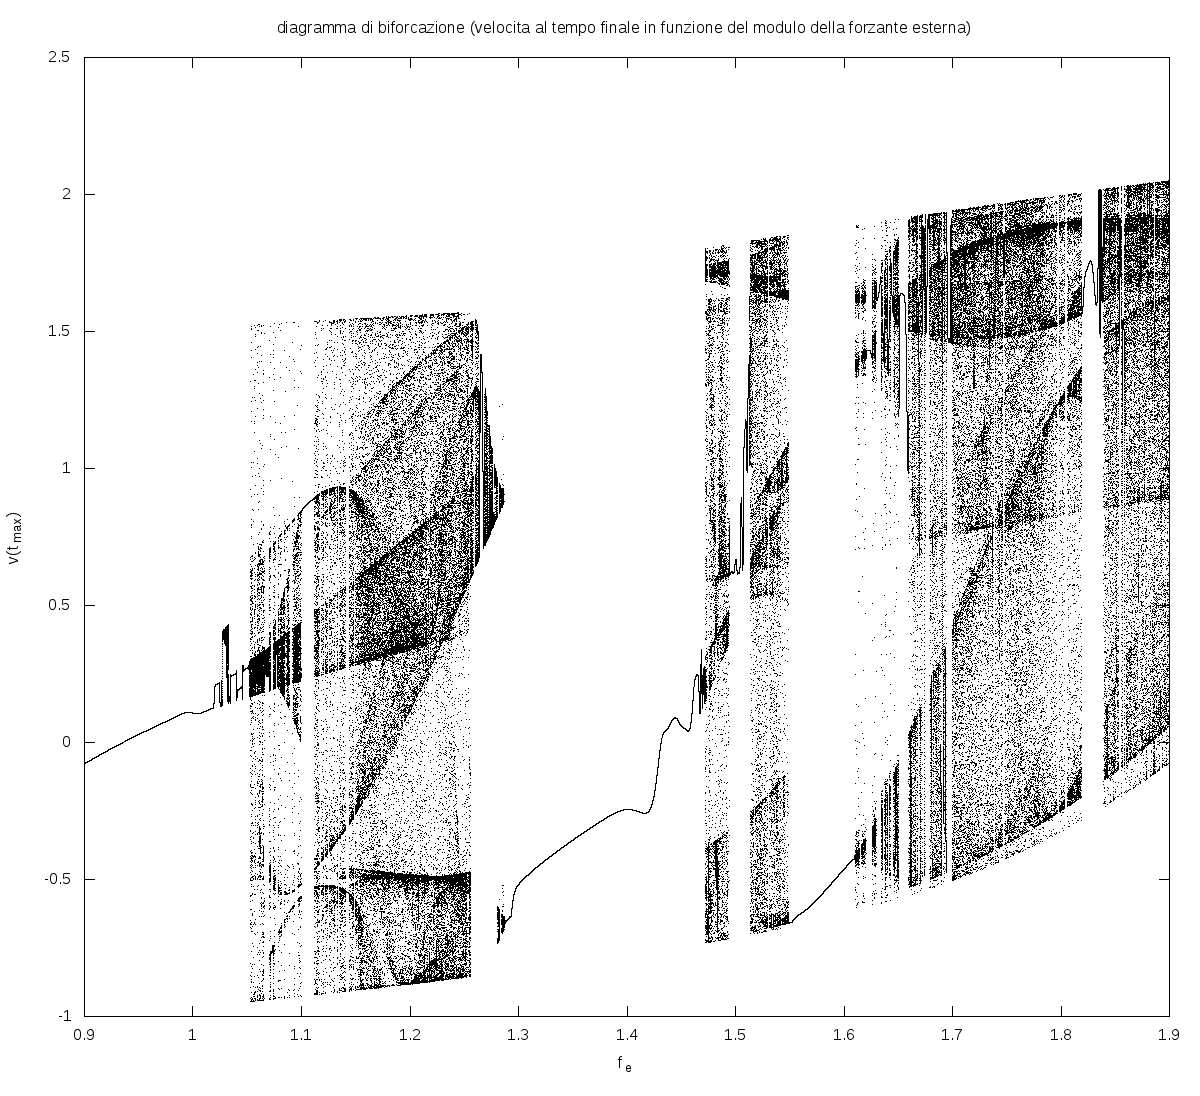 diagramma di biforcazione (velocita al tempo finale in funzione del modulo della forzante esterna)
2.5
2
1.5
1
0.5
0
-0.5
-1
v(t max)
0.9 1 1.1 1.2 1.3 1.4 1.5 1.6 1.7 1.8 1.9
f e